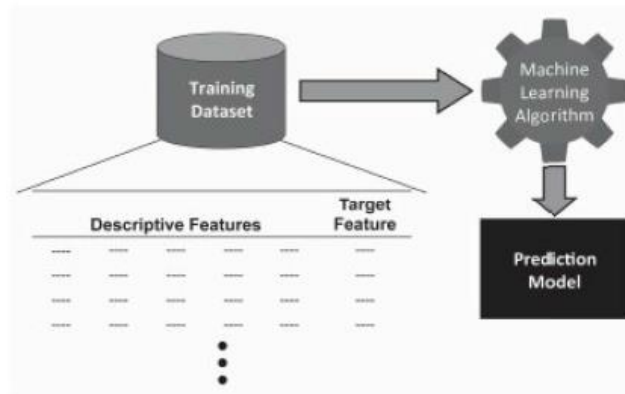 Training
Dataset
Machine
Learning
Algorithm
Descriptive Features
Target
Feature
Prediction
Model